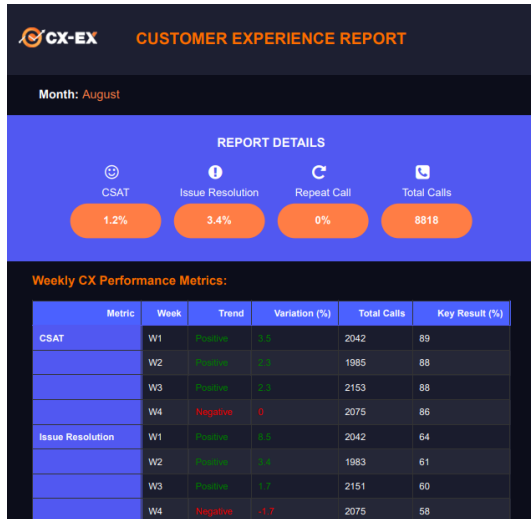 CX-EX
CUSTOMER EXPERIENCE REPORT
Month: August
REPORT DETAILS
CSAT Issue Resolution Repeat Call Total Calls
1.2% 3.4% 0% 8818
Weekly CX Performance Metrics:
Metric Week Trend Variation (%) Total Calls Key Result (%)
CSAT W1 Positive 3.5 2042 89
W2 Positive 2.3 1985 88
W3 Positive 2.3 2153 88
W4 Negative 0 2075 86
Issue Resolution W1 Positive 8.5 2042 64
W2 Positive 3.4 1983 61
W3 Positive 1.7 2151 60
W4 Negative -1.7 2075 58